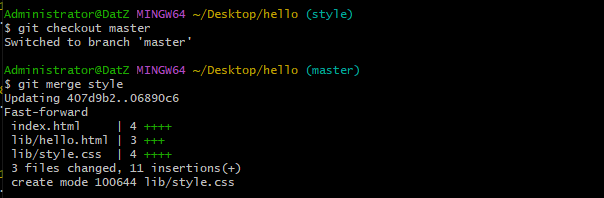 Administrator@DatZ MINGW64 ~/Desktop/hello (style)
$ git checkout master
Switched to branch 'master'
Administrator@DatZ MINGW64 ~/Desktop/hello (master)
$ git merge style
Updating 407d9b2..06890c6
Fast-forward
index.html | 4 ++++
lib/hello.html | 3 +++
lib/style.css | 4 ++++
3 files changed, 11 insertions(+)
create mode 100644 lib/style.css